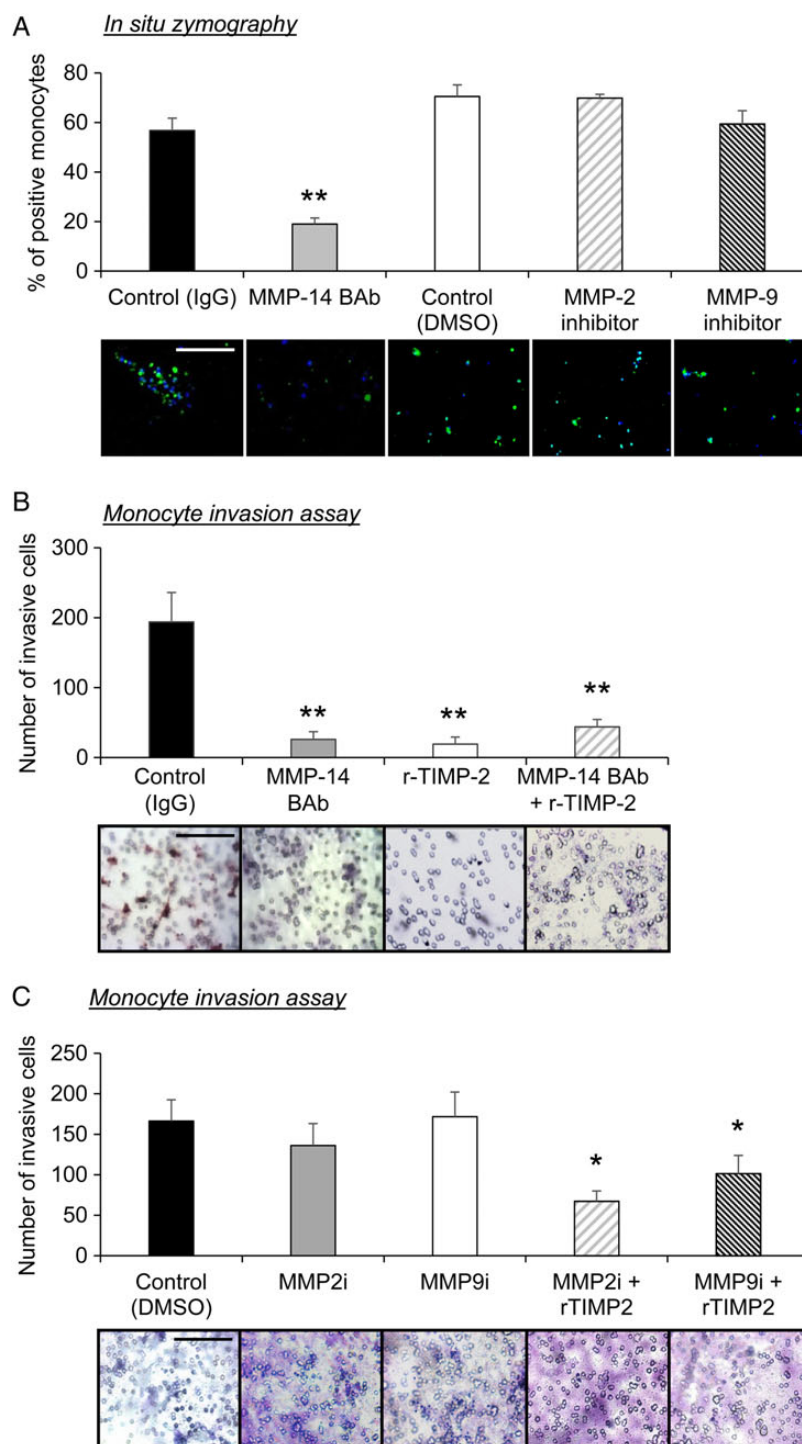 A
In situ zymography
% of positive monocytes
80
60
40
20
0
**
Control (IgG)
MMP-14 BAb
Control
(DMSO)
MMP-2
inhibitor
MMP-9
inhibitor
B
Monocyte invasion assay
Number of invasive cells
300
200
100
0
**
**
**
Control
(IgG)
MMP-14
BAb
r-TIMP-2
MMP-14 BAb
+ r-TIMP-2
C
Monocyte invasion assay
Number of invasive cells
250
200
150
100
50
0
*
*
Control
(DMSO)
MMP2i
MMP9i
MMP2i +
rTIMP2
MMP9i +
rTIMP2